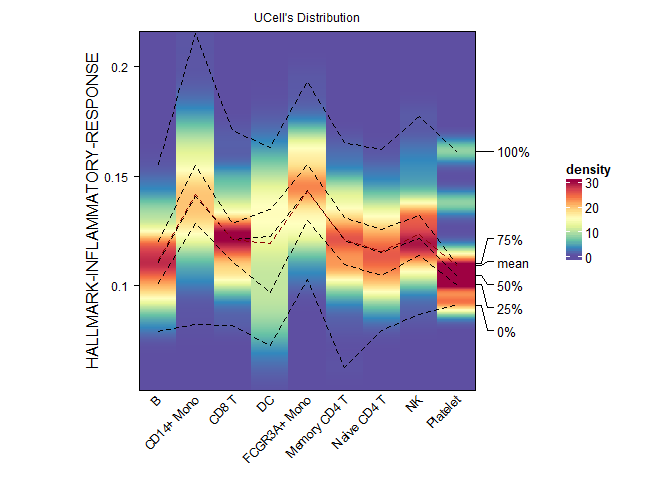 UCell's Distribution
HALLMARK-INFLAMMATORY-RESPONSE
0.2
0.15
0.1
100%
75%
mean
50%
25%
0%
density
30
20
10
0
B
CD14+ Mono
CD8 T
DC
FCGR3A+ Mono
Memory CD4 T
Naive CD4 T
NK
Platelet